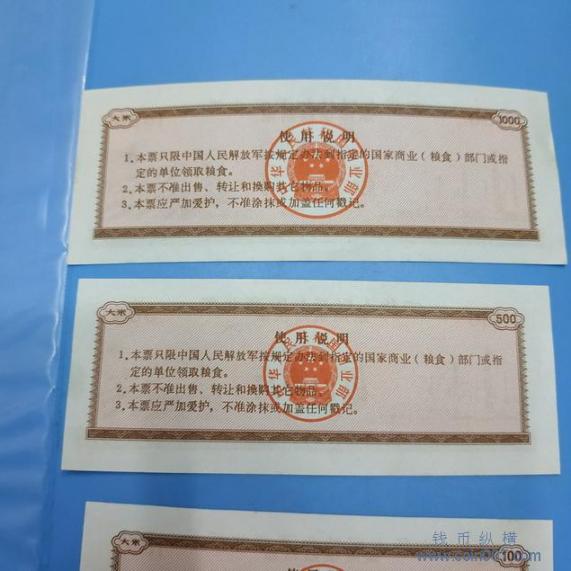 大米
1000
使用说明
1.本票只限中国人民解放军按规定办法到指定的国家商业(粮食)部门或指
定的单位领取粮食。
2.本票不准出售、转让和换购其它物品。
3.本票应严加爱护,不准涂抹或加盖任何戳记。
大米
500
使用说明
1.本票只限中国人民解放军按规定办法到指定的国家商业(粮食)部门或指
定的单位领取粮食。
2.本票不准出售、转让和换购其它物品。
3.本票应严加爱护,不准涂抹或加盖任何戳记。
大米
100
钱币纵横